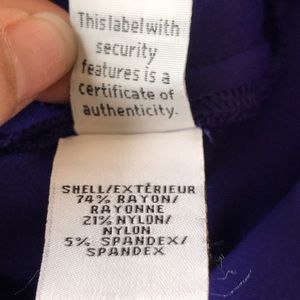 This label with
security
features is a
certificate of
authenticity.
SHELL/EXTÉRIEUR
74% RAYON/
RAYONNE
21% NYLON/
NYLON
5% SPANDEX/
SPANDEX